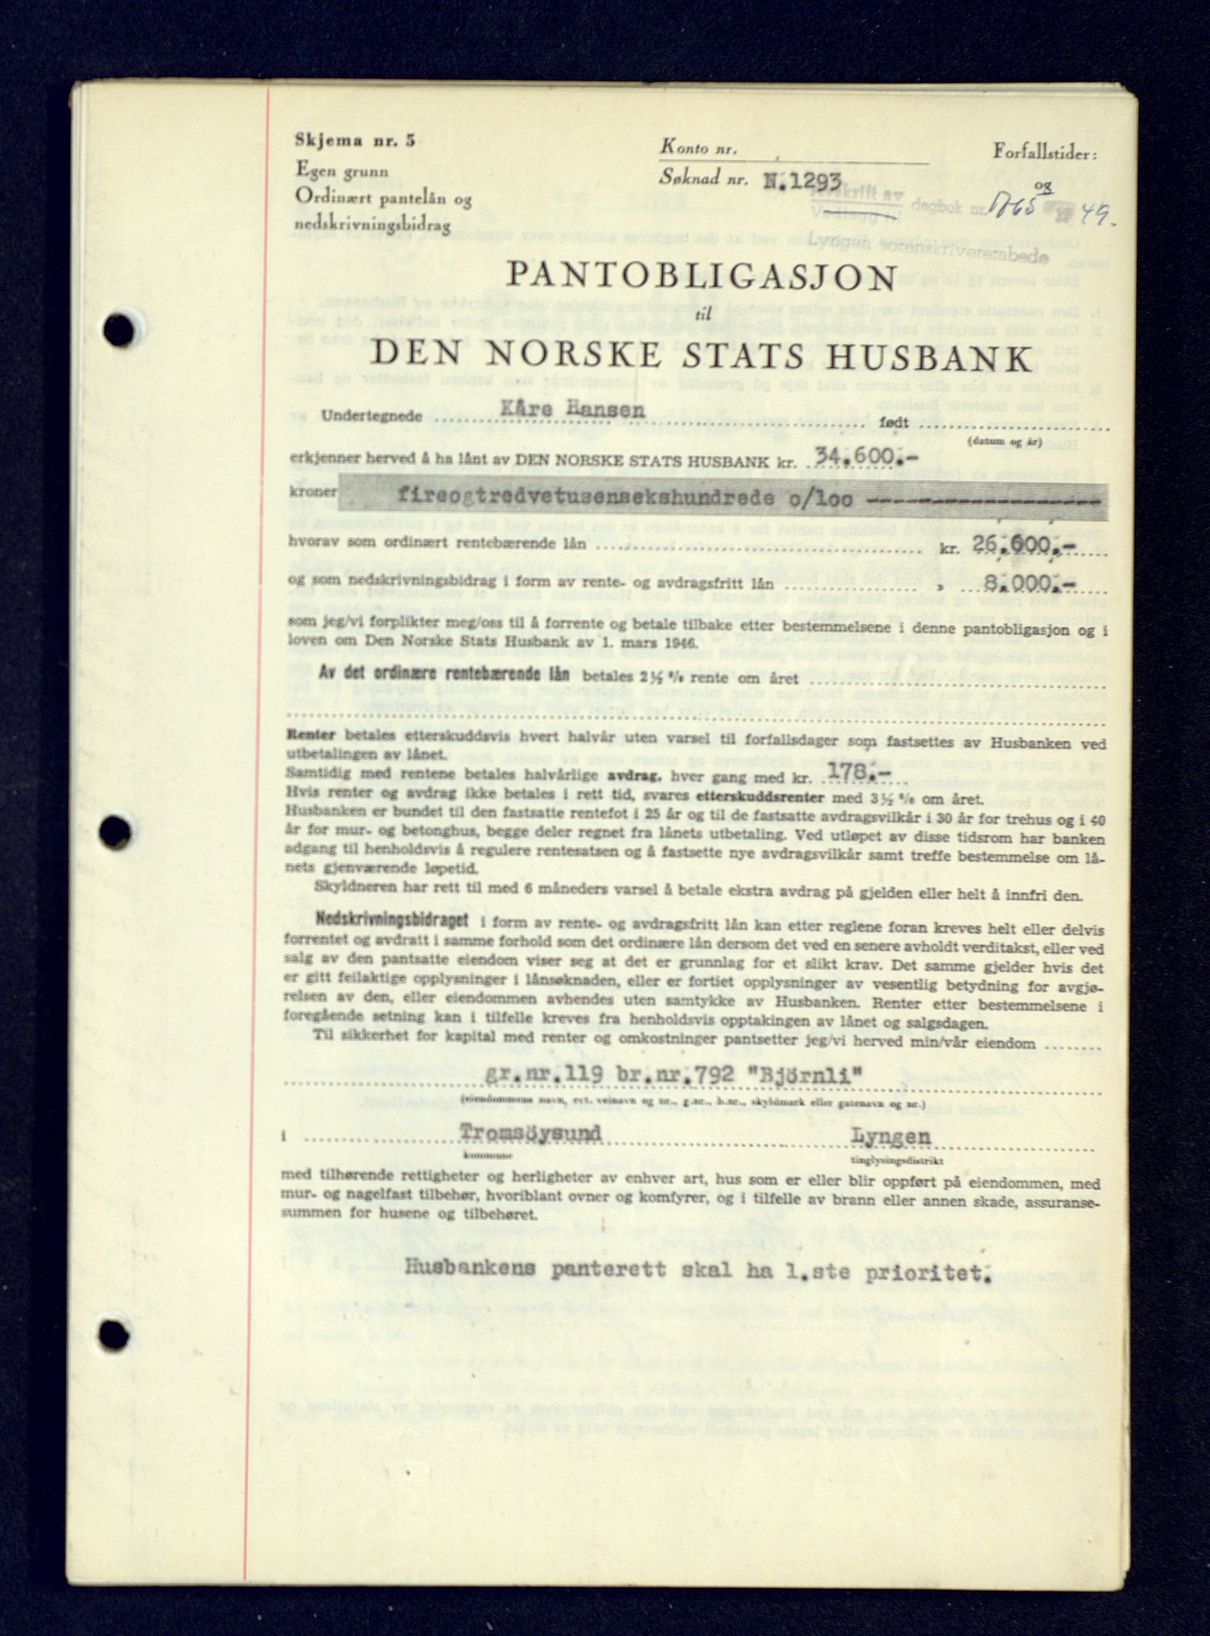 Skjema nr. 5
Egen grunn
Ordinært pantelån og
nedskrivningsbidrag
Konto nr.
Søknad nr. N.1293
Forfallstider:
og
dagbok nr. 49.
Lyngen sorenskriverembede
PANTOBLIGASJON
til
DEN NORSKE STATS HUSBANK
Undertegnede Kåre Hansen født
(datum og år)
erkjenner herved å ha lånt av DEN NORSKE STATS HUSBANK kr. 34.600.-
kroner fireogtredvetusensekshundrede o/loo
hvorav som ordinært rentebærende lån kr. 26.600.-
og som nedskrivningsbidrag i form av rente- og avdragsfritt lån „ 8.000.-
som jeg/vi forplikter meg/oss til å forrente og betale tilbake etter bestemmelsene i denne pantobligasjon og i
loven om Den Norske Stats Husbank av 1. mars 1946.
Av det ordinære rentebærende lån betales 2½ % rente om året
Renter betales etterskuddsvis hvert halvår uten varsel til forfallsdager som fastsettes av Husbanken ved
utbetalingen av lånet.
Samtidig med rentene betales halvårlige avdrag, hver gang med kr. 178.-
Hvis renter og avdrag ikke betales i rett tid, svares etterskuddsrenter med 3½ % om året.
Husbanken er bundet til den fastsatte rentefot i 25 år og til de fastsatte avdragsvilkår i 30 år for trehus og i 40
år for mur- og betonghus, begge deler regnet fra lånets utbetaling. Ved utløpet av disse tidsrom har banken
adgang til henholdsvis å regulere rentesatsen og å fastsette nye avdragsvilkår samt treffe bestemmelse om lå-
nets gjenværende løpetid.
Skyldneren har rett til med 6 måneders varsel å betale ekstra avdrag på gjelden eller helt å innfri den.
Nedskrivningsbidraget i form av rente- og avdragsfritt lån kan etter reglene foran kreves helt eller delvis
forrentet og avdratt i samme forhold som det ordinære lån dersom det ved en senere avholdt verditakst, eller ved
salg av den pantsatte eiendom viser seg at det er grunnlag for et slikt krav. Det samme gjelder hvis det
er gitt feilaktige opplysninger i lånsøknaden, eller er fortiet opplysninger av vesentlig betydning for avgjø-
relsen av den, eller eiendommen avhendes uten samtykke av Husbanken. Renter etter bestemmelsene i
foregående setning kan i tilfelle kreves fra henholdsvis opptakingen av lånet og salgsdagen.
Til sikkerhet for kapital med renter og omkostninger pantsetter jeg/vi herved min/vår eiendom
gr.nr.119 br.nr.792 "Björnli"
(eiendommens navn, evt. veinavn og nr., g.nr., b.nr., skyldmark eller gatenavn og nr.)
i Tromsöysund Lyngen
kommune tinglysingsdistrikt
med tilhørende rettigheter og herligheter av enhver art, hus som er eller blir oppført på eiendommen, med
mur- og nagelfast tilbehør, hvoriblant ovner og komfyrer, og i tilfelle av brann eller annen skade, assuranse-
summen for husene og tilbehøret.
Husbankens panterett skal ha 1.ste prioritet.